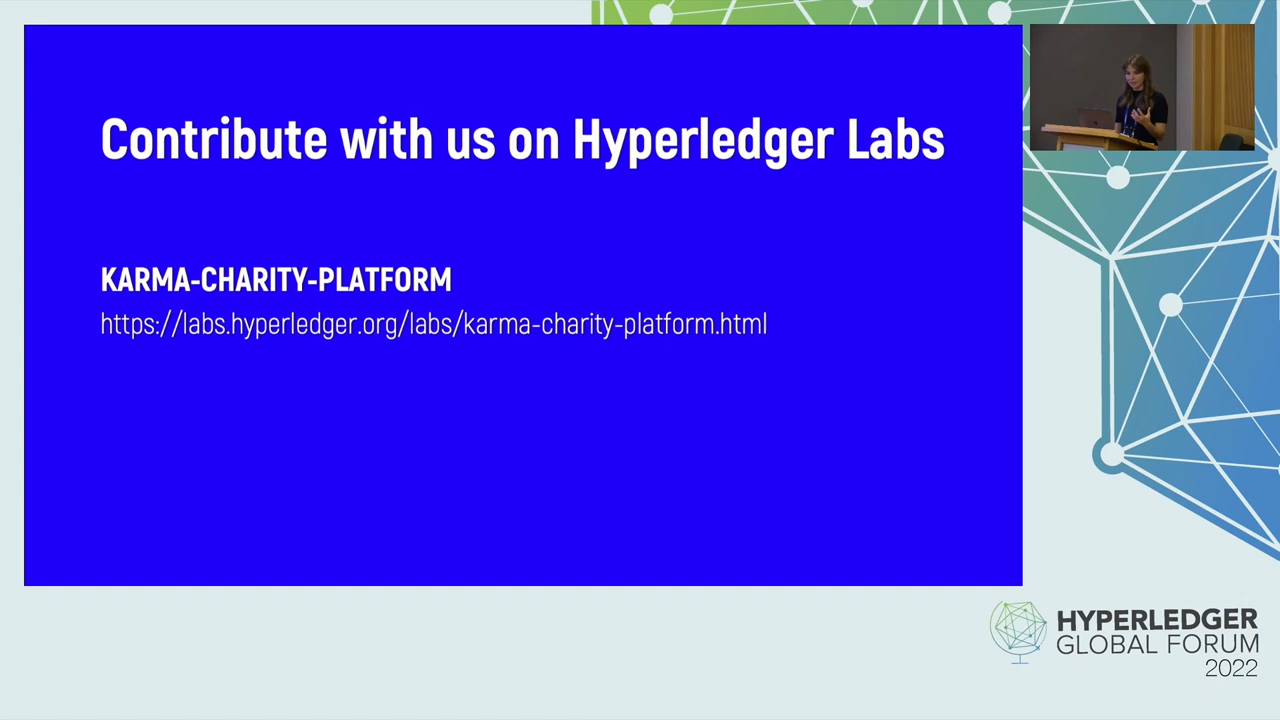 Contribute with us on Hyperledger Labs
KARMA-CHARITY-PLATFORM
https://labs.hyperledger.org/labs/karma-charity-platform.html
HYPERLEDGER
GLOBAL FORUM
2022